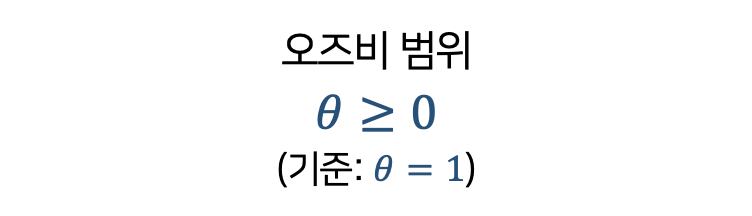 오즈비 범위
θ ≥ 0
(기준: θ = 1)